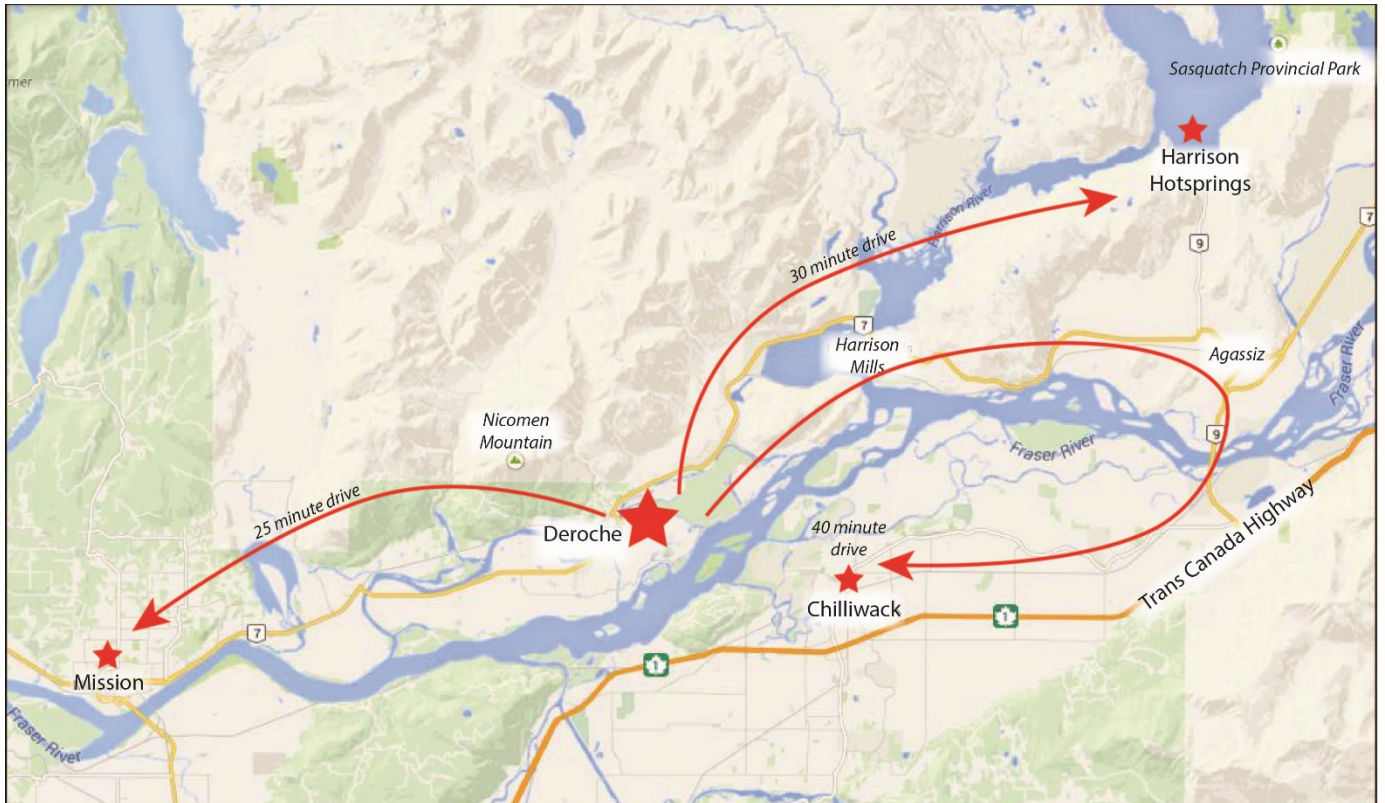 mer
Sasquatch Provincial Park
Harrison
Hotsprings
7
Harrison River
9
30 minute drive
7
Harrison
Mills
Agassiz
Fraser River
Nicomen
Mountain
9
Fraser River
25 minute drive
Deroche
40 minute
drive
Trans Canada Highway
Chilliwack
1
7
1
Mission
Fraser River